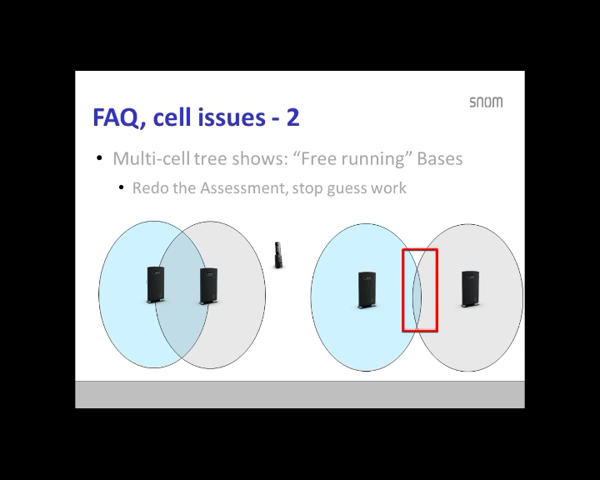 snom
FAQ, cell issues - 2
• Multi-cell tree shows: “Free running” Bases
• Redo the Assessment, stop guess work